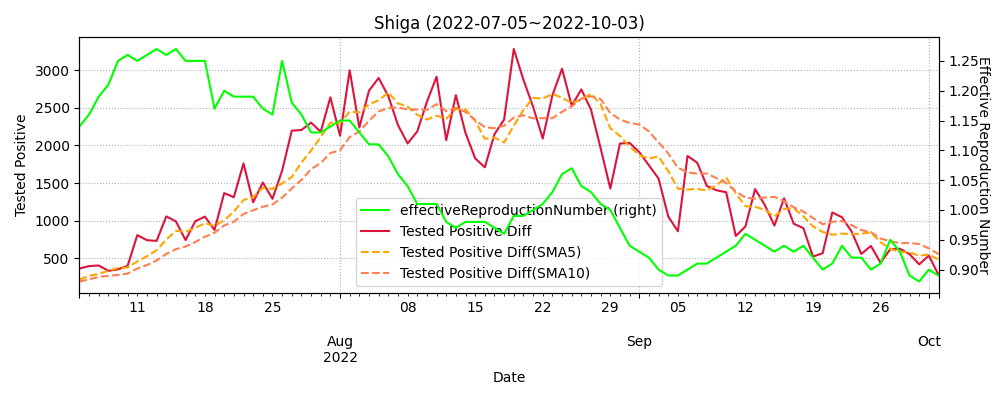 Shiga (2022-07-05~2022-10-03)
Tested Positive
3000
2500
2000
1500
1000
500
1.25
1.20
1.15
1.10
1.05
1.00
0.95
0.90
Effective Reproduction Number
effectiveReproductionNumber (right)
Tested Positive Diff
Tested Positive Diff(SMA5)
Tested Positive Diff(SMA10)
11 18 25 08 15 22 29 05 12 19 26
Aug Sep Oct
2022
Date